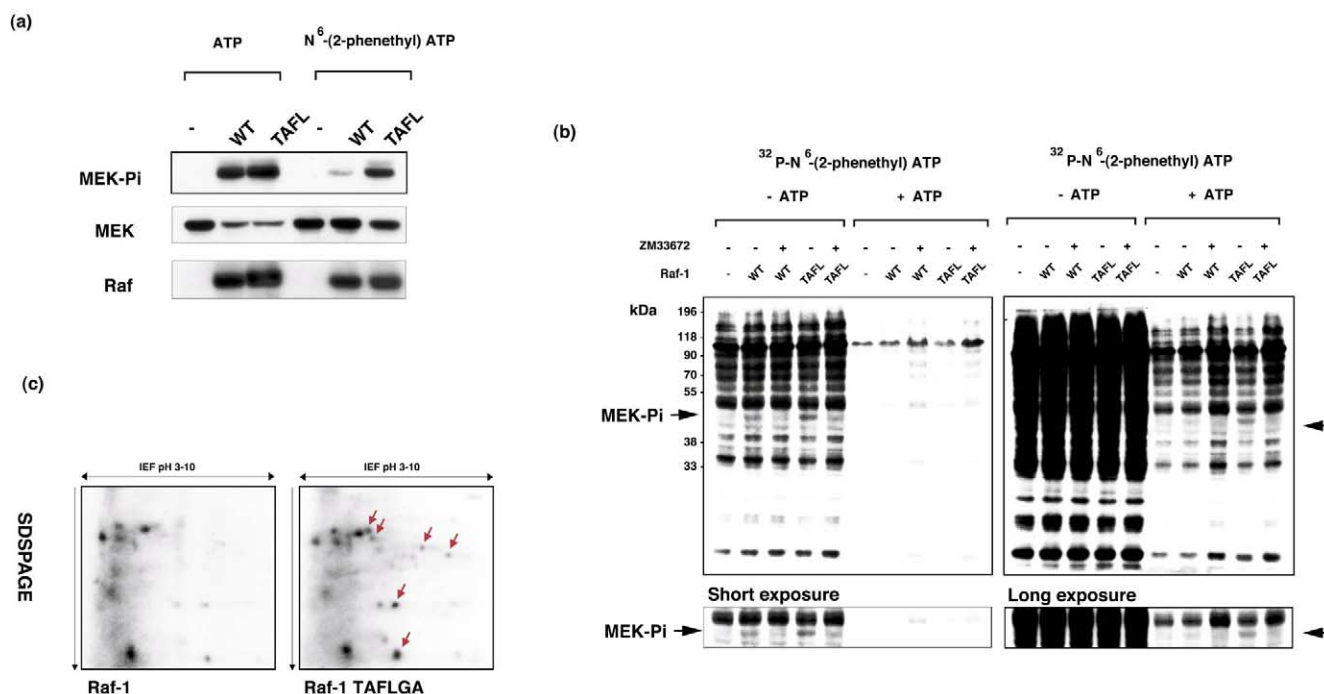 (a)
ATP N6-(2-phenethyl) ATP
- WT TAFL - WT TAFL
MEK-Pi
MEK
Raf
(b)
32P-N6-(2-phenethyl) ATP 32P-N6-(2-phenethyl) ATP
- ATP + ATP - ATP + ATP
ZM33672 - - + - + - - + - + - - + - + - - + - +
Raf-1 - WT WT TAFL TAFL - WT WT TAFL TAFL - WT WT TAFL TAFL - WT WT TAFL TAFL
kDa
196
118
90
70
55
MEK-Pi
38
33
Short exposure Long exposure
MEK-Pi
(c)
IEF pH 3-10 IEF pH 3-10
SDSPAGE
Raf-1 Raf-1 TAFLGA